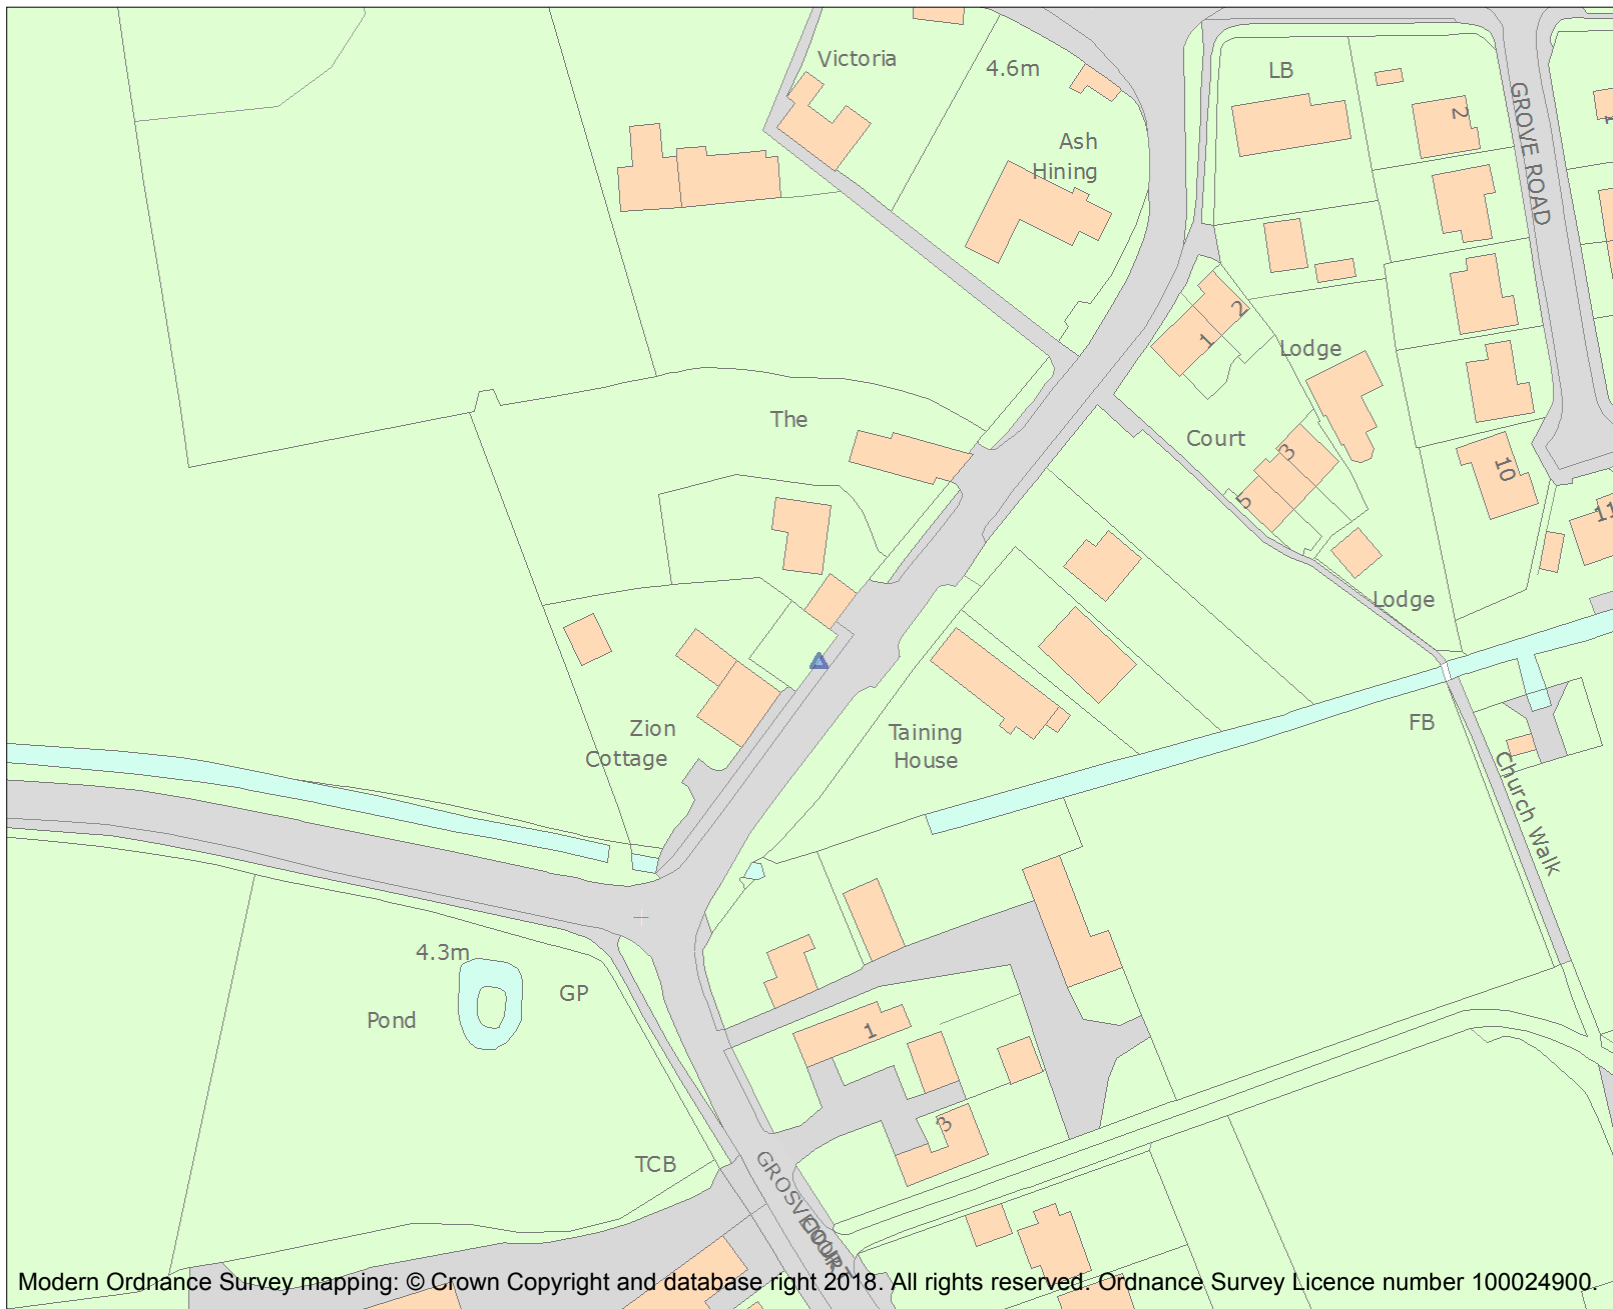 Victoria
4.6m
LB
2
GROVE ROAD
1
Ash
Hining
2
1
Lodge
The
Court
3
5
10
11
Lodge
Zion
Cottage
Taining
House
FB
Church Walk
4.3m
GP
Pond
1
3
TCB
COURT
Modern Ordnance Survey mapping: © Crown Copyright and database right 2018. All rights reserved. Ordnance Survey Licence number 100024900.